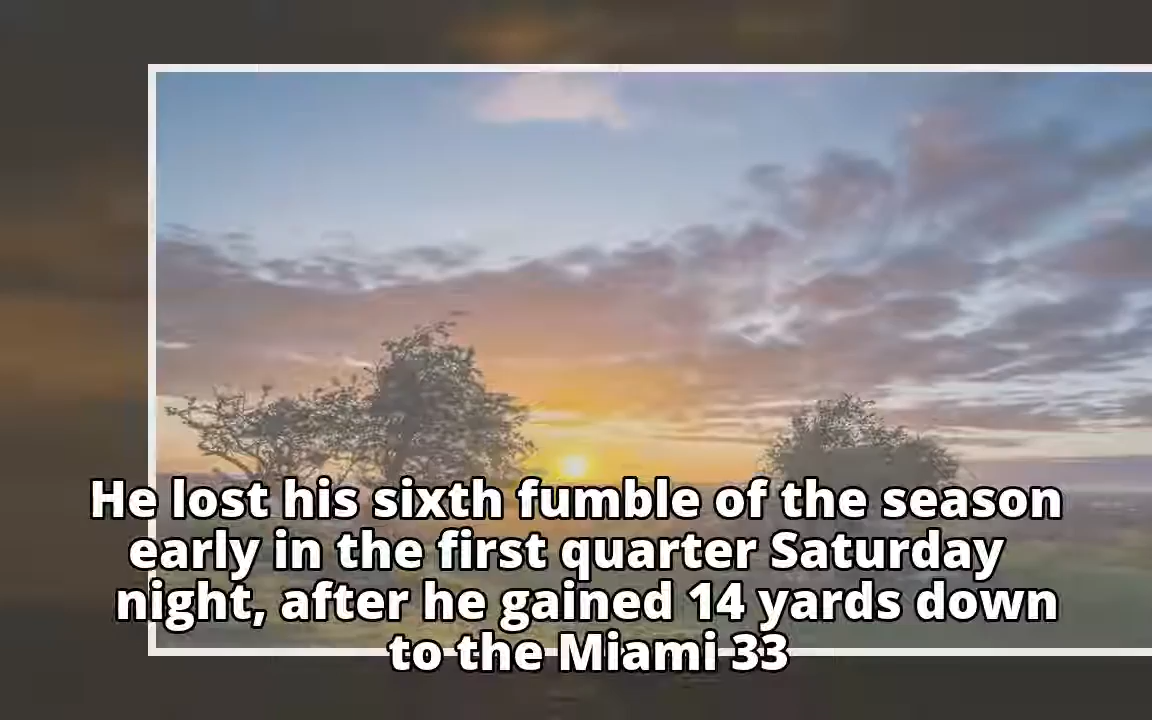 He lost his sixth fumble of the season
early in the first quarter Saturday
night, after he gained 14 yards down
to the Miami 33